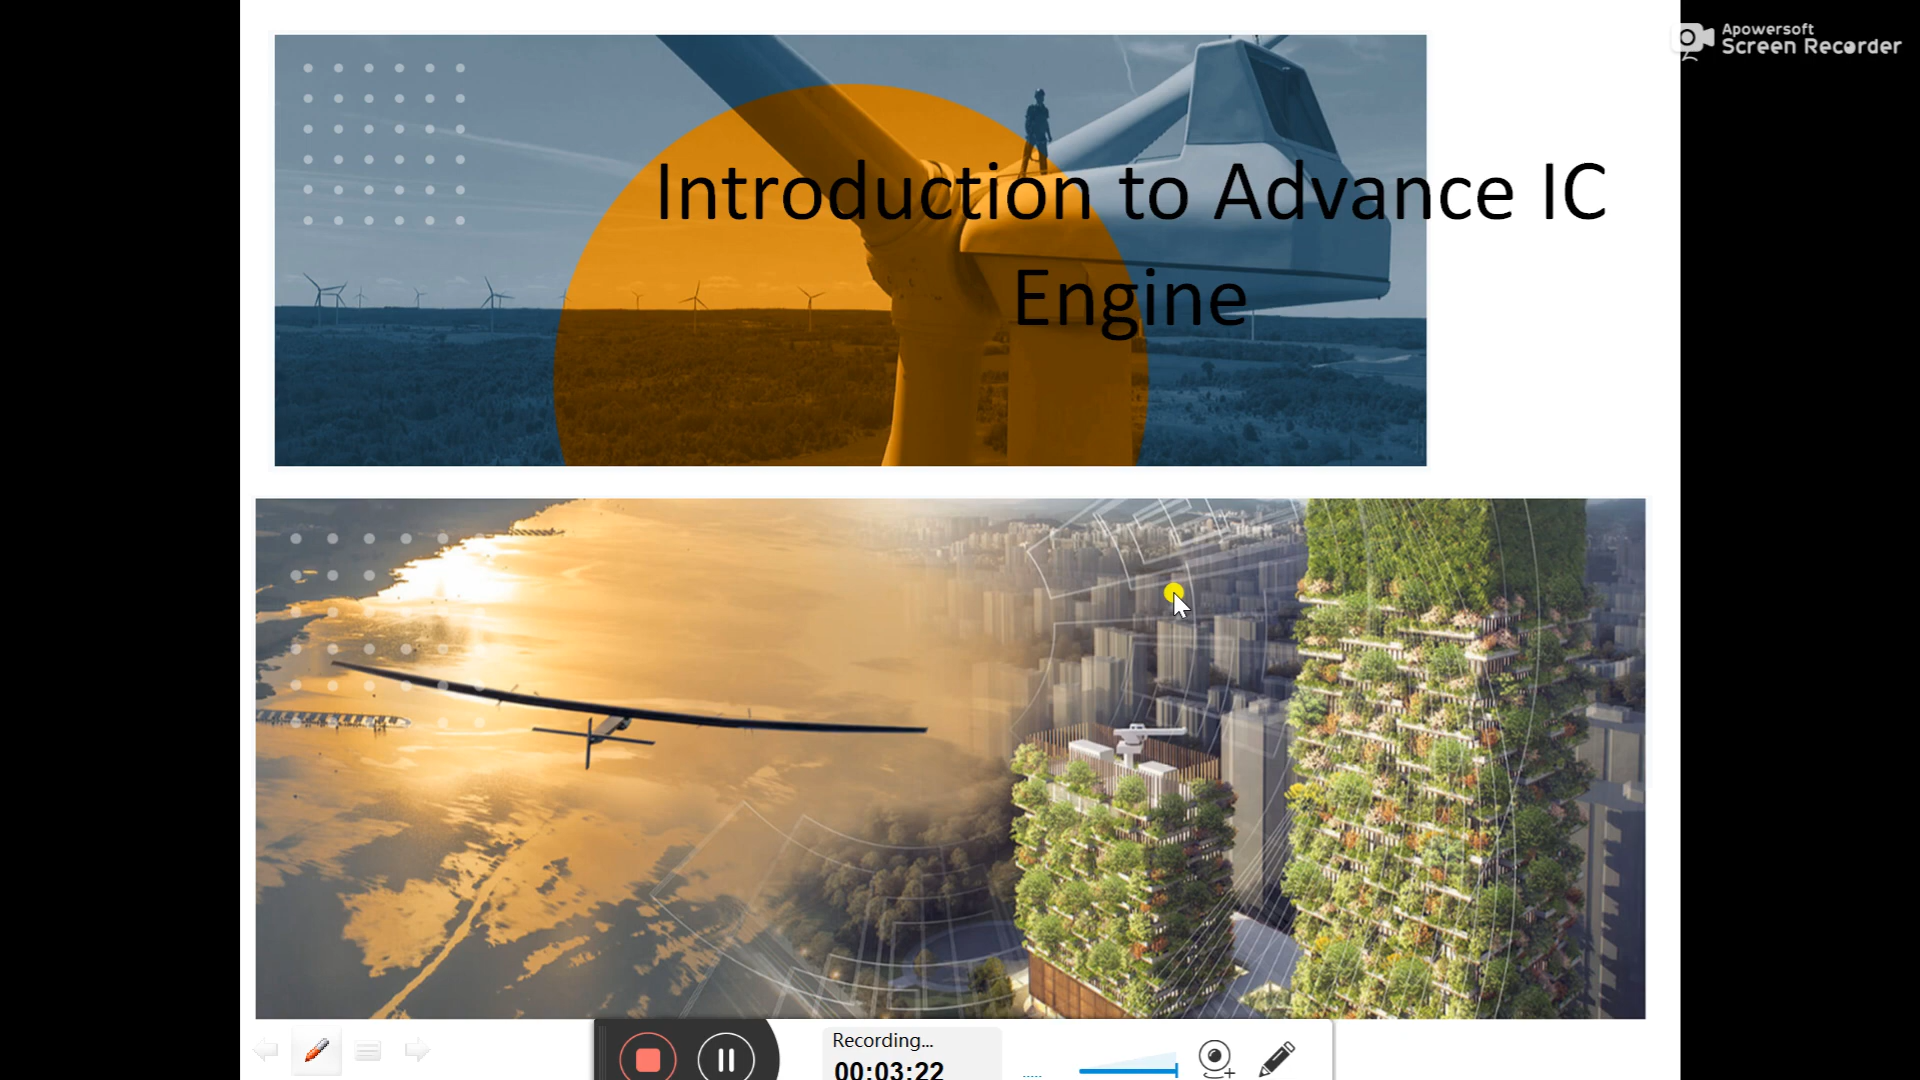 Apowersoft
Screen Recorder
Introduction to Advance IC
Engine
Recording...
00:03:22